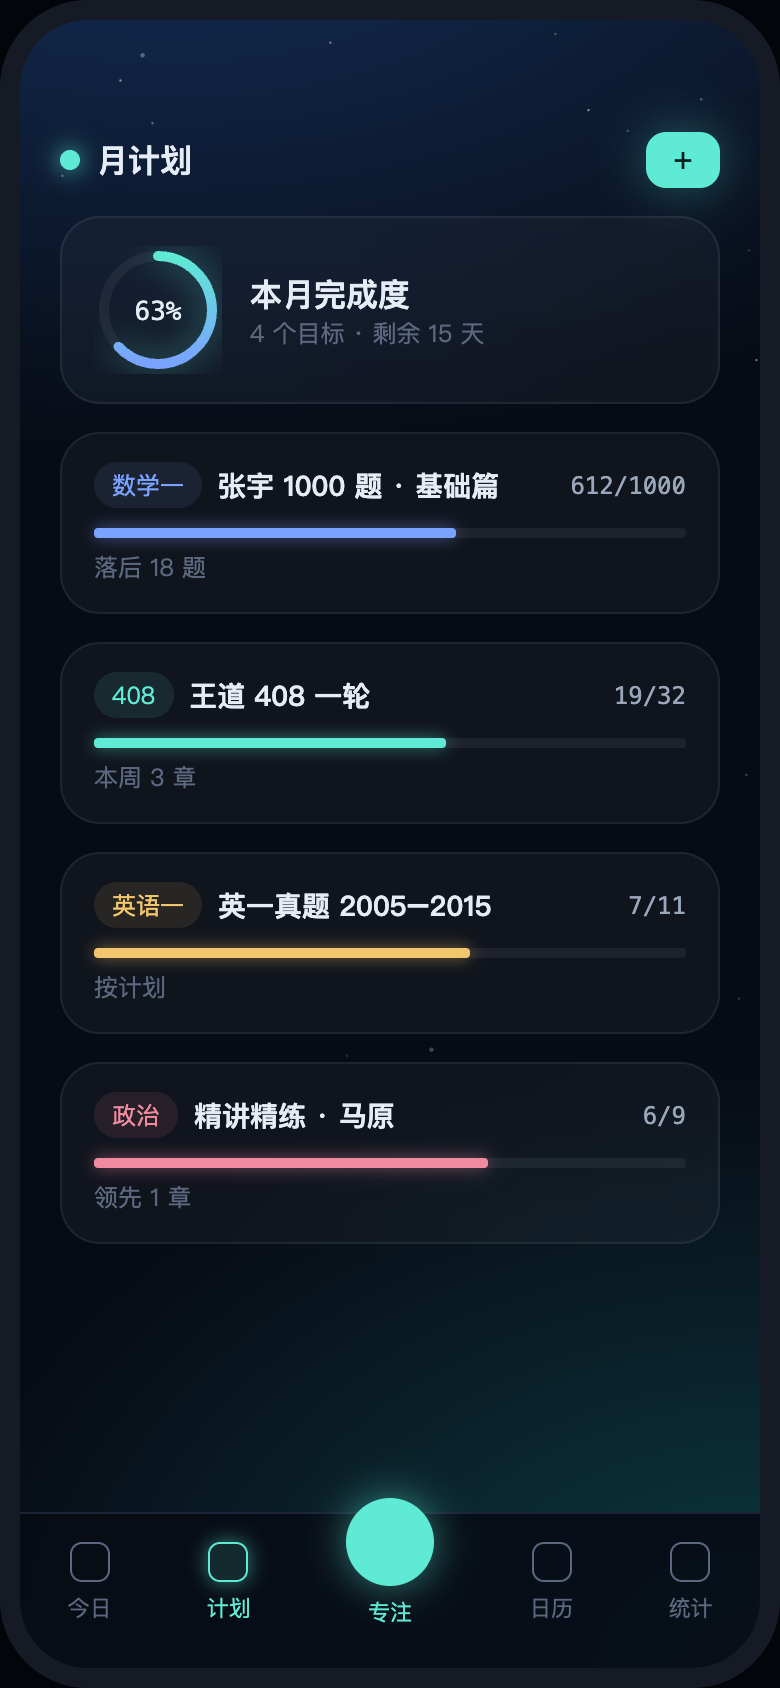 月计划
+
63%
本月完成度
4 个目标 · 剩余 15 天
数学一 张宇 1000 题 · 基础篇 612/1000
落后 18 题
408 王道 408 一轮 19/32
本周 3 章
英语一 英一真题 2005—2015 7/11
按计划
政治 精讲精练 · 马原 6/9
领先 1 章
今日 计划 专注 日历 统计